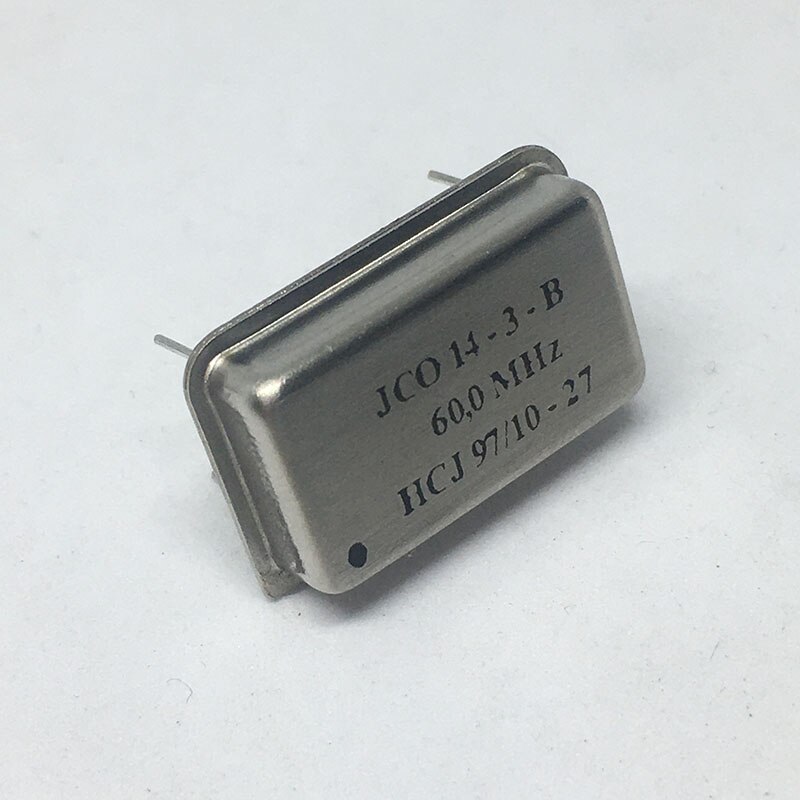 JCO 14-3-B
60,0 MHz
HCJ 97/10-27